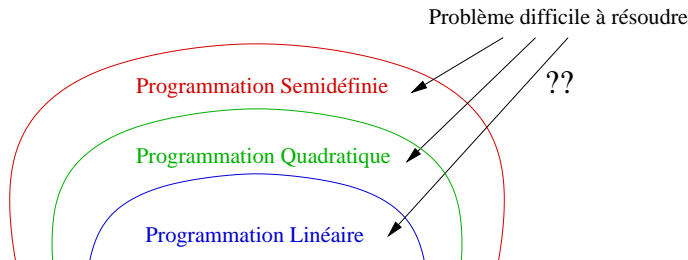 Problème difficile à résoudre
Programmation Semidéfinie
??
Programmation Quadratique
Programmation Linéaire